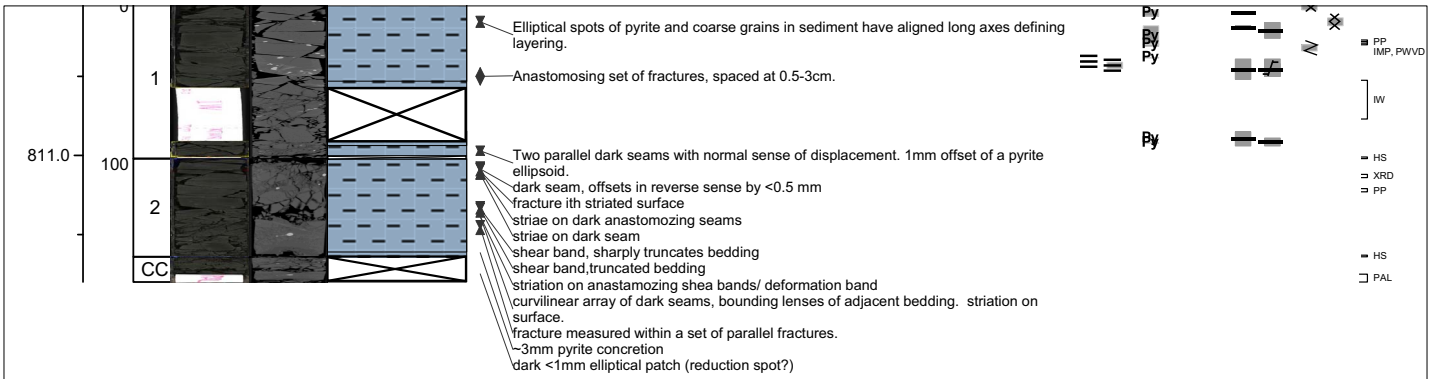 0
Elliptical spots of pyrite and coarse grains in sediment have aligned long axes defining
layering.
Py
Py
Py
Py
PP
IMP, PWVD
1
Anastomosing set of fractures, spaced at 0.5-3cm.
IW
Py
Py
811.0
100
Two parallel dark seams with normal sense of displacement. 1mm offset of a pyrite
ellipsoid.
HS
dark seam, offsets in reverse sense by <0.5 mm
XRD
fracture ith striated surface
PP
2
striae on dark anastomozing seams
striae on dark seam
shear band, sharply truncates bedding
HS
shear band,truncated bedding
CC
striation on anastamozing shea bands/ deformation band
PAL
curvilinear array of dark seams, bounding lenses of adjacent bedding.  striation on
surface.
fracture measured within a set of parallel fractures.
~3mm pyrite concretion
dark <1mm elliptical patch (reduction spot?)